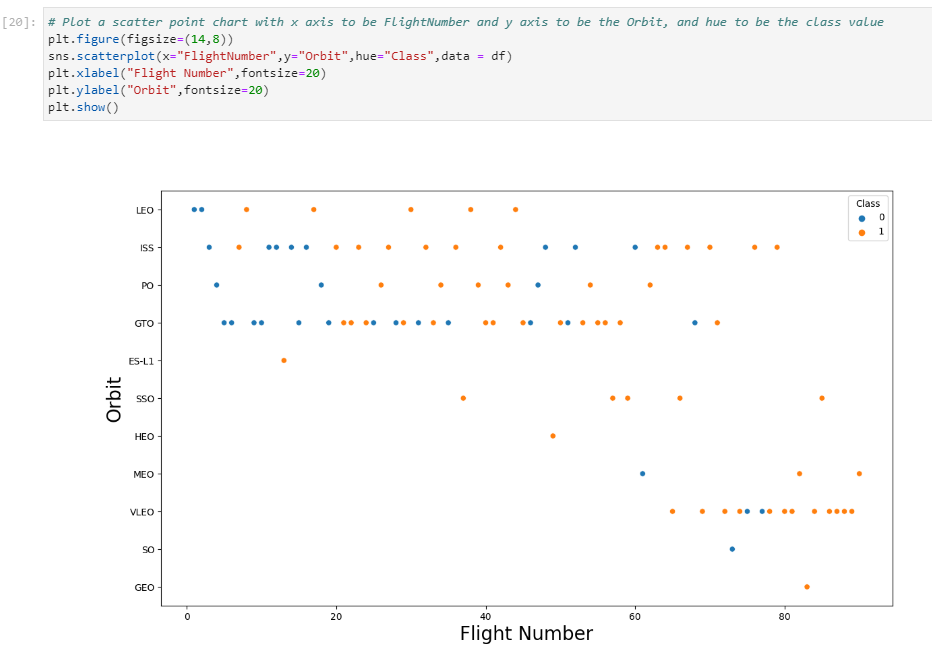 [20]: # Plot a scatter point chart with x axis to be FlightNumber and y axis to be the Orbit, and hue to be the class value
plt.figure(figsize=(14,8))
sns.scatterplot(x="FlightNumber",y="Orbit",hue="Class",data = df)
plt.xlabel("Flight Number",fontsize=20)
plt.ylabel("Orbit",fontsize=20)
plt.show()
Class
0
1
LEO
ISS
PO
GTO
ES-L1
SSO
HEO
MEO
VLEO
SO
GEO
Orbit
0 20 40 60 80
Flight Number